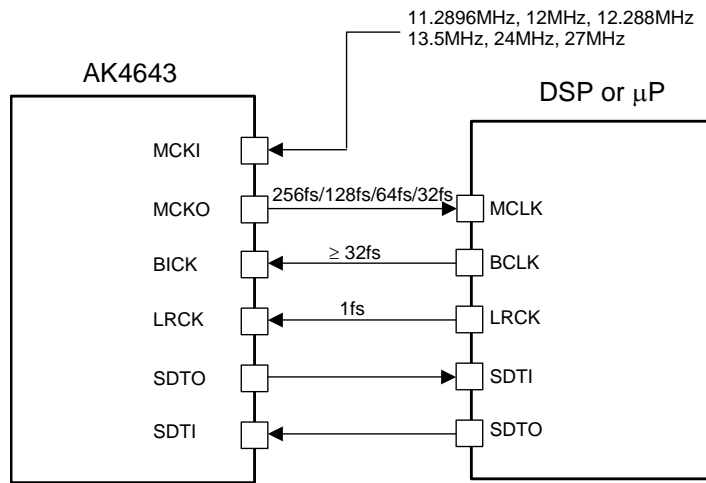 11.2896MHz, 12MHz, 12.288MHz
13.5MHz, 24MHz, 27MHz
AK4643
DSP or μP
MCKI
MCKO
256fs/128fs/64fs/32fs
MCLK
BICK
≥ 32fs
BCLK
LRCK
1fs
LRCK
SDTO
SDTI
SDTI
SDTO